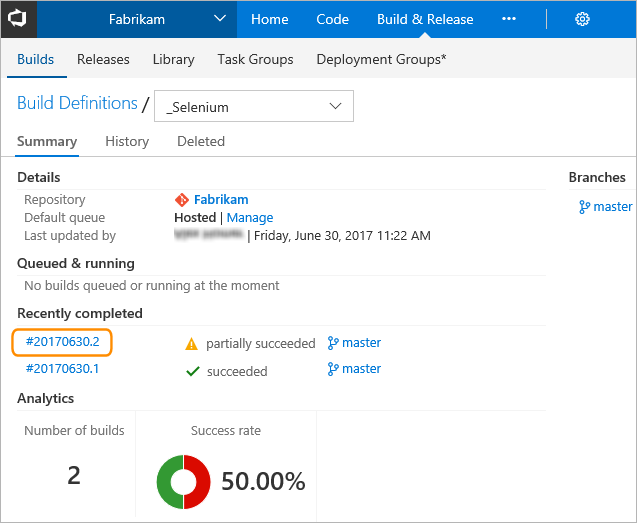 Fabrikam Home Code Build & Release ...
Builds Releases Library Task Groups Deployment Groups*
Build Definitions / _Selenium
Summary History Deleted
Details Branches
Repository Fabrikam master
Default queue Hosted | Manage
Last updated by | Friday, June 30, 2017 11:22 AM
Queued & running
No builds queued or running at the moment
Recently completed
#20170630.2 partially succeeded master
#20170630.1 succeeded master
Analytics
Number of builds Success rate
2 50.00%